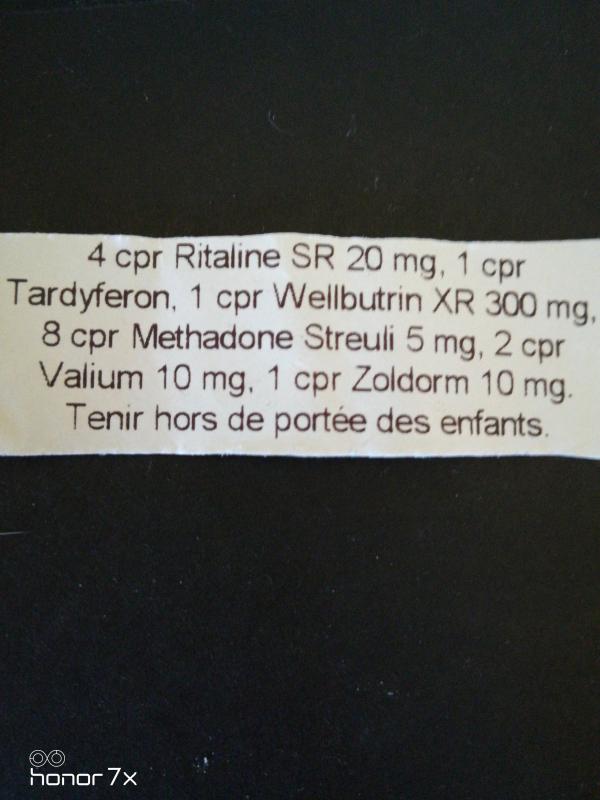 4 cpr Ritaline SR 20 mg, 1 cpr
Tardyferon, 1 cpr Wellbutrin XR 300 mg,
8 cpr Methadone Streuli 5 mg, 2 cpr
Valium 10 mg, 1 cpr Zoldorm 10 mg.
Tenir hors de portée des enfants.
honor 7x